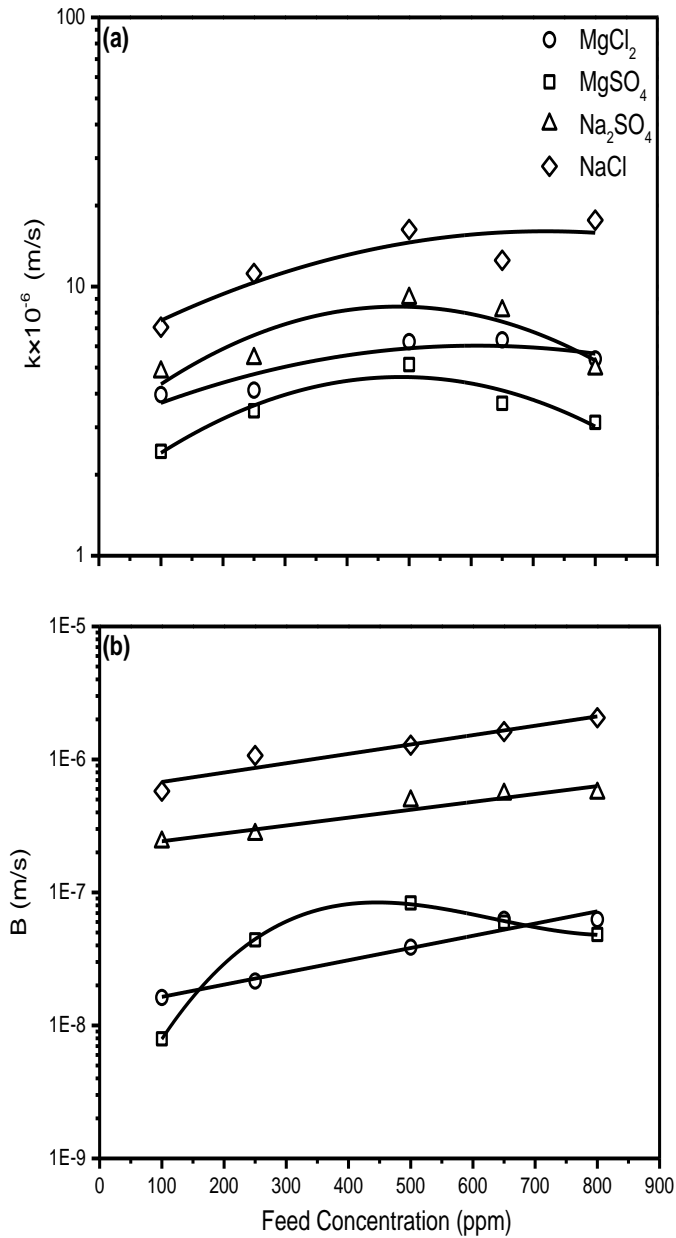 (a)
100
10
1
k×10⁻⁶ (m/s)
MgCl₂
MgSO₄
Na₂SO₄
NaCl
(b)
1E-5
1E-6
1E-7
1E-8
1E-9
B (m/s)
0 100 200 300 400 500 600 700 800 900
Feed Concentration (ppm)